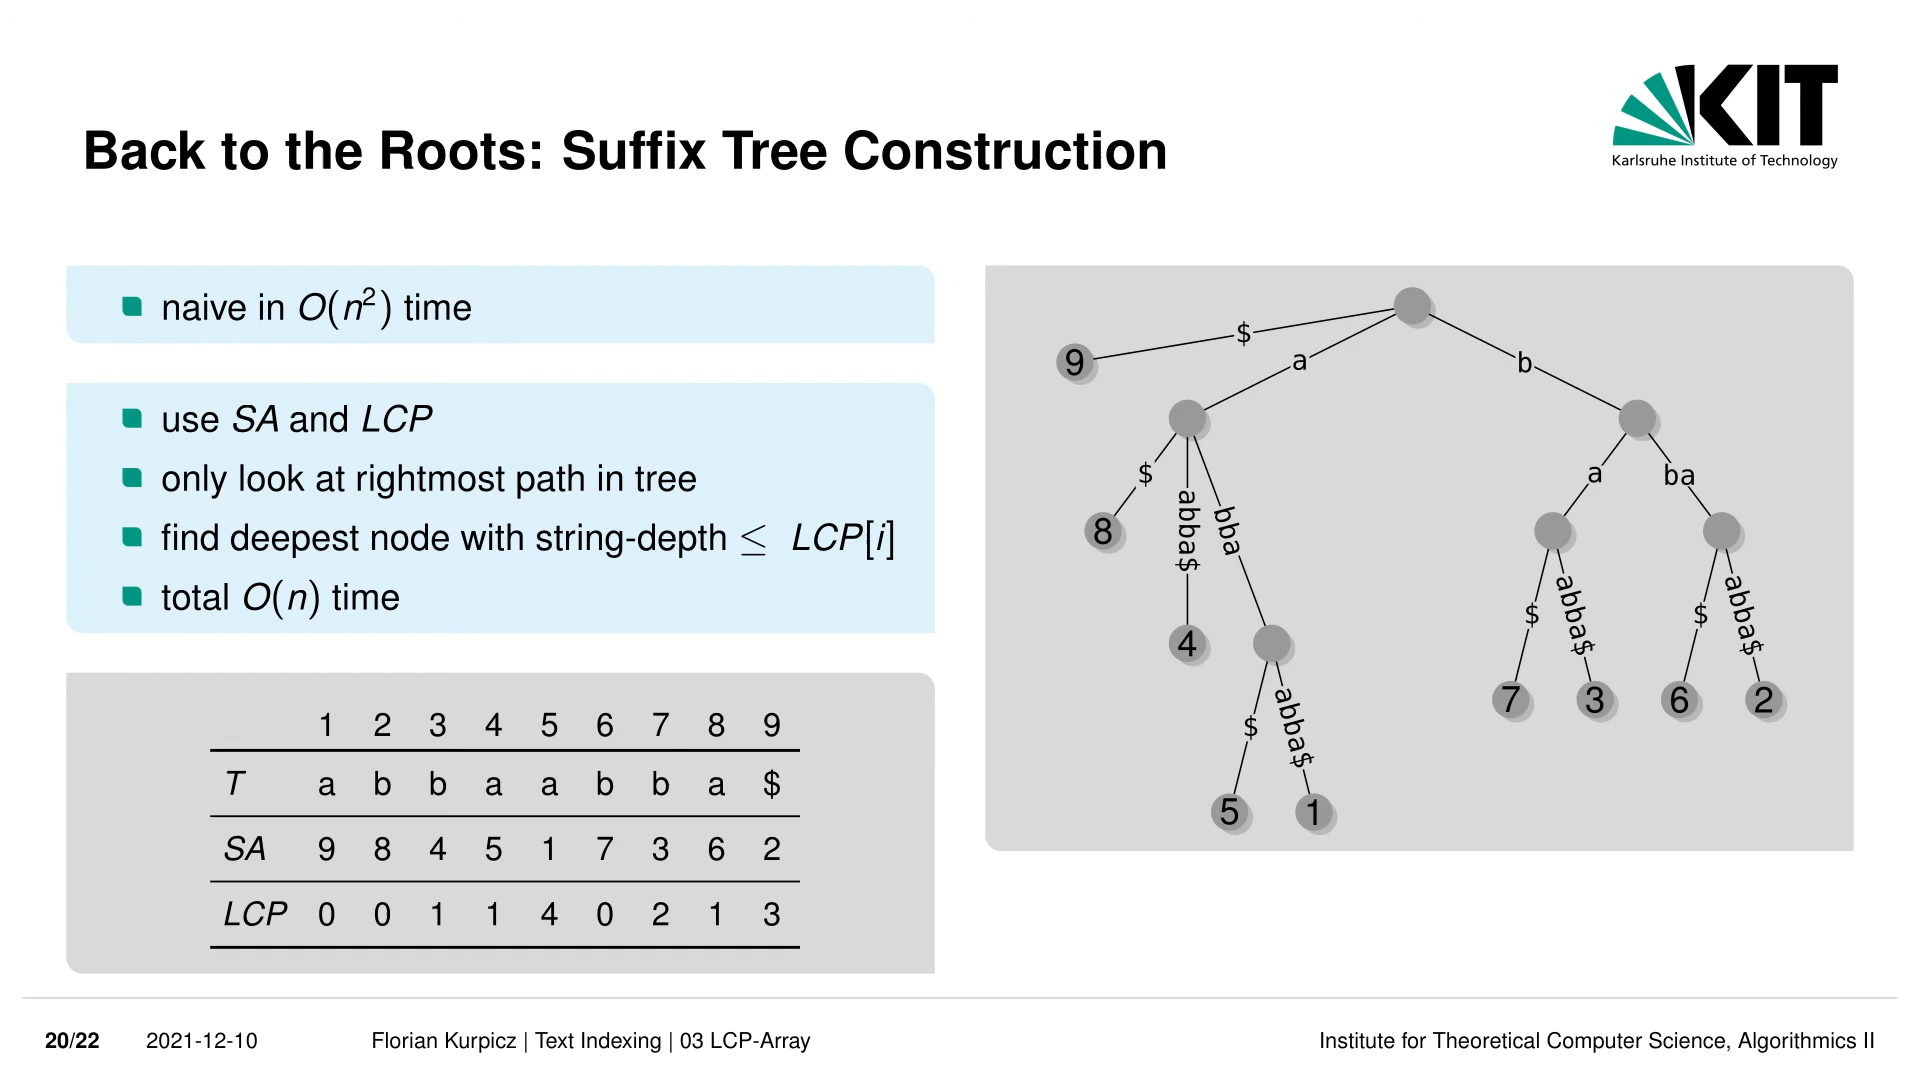 KIT
Karlsruhe Institute of Technology
Back to the Roots: Suffix Tree Construction
naive in O(n²) time
use SA and LCP
only look at rightmost path in tree
find deepest node with string-depth ≤ LCP[i]
total O(n) time
1 2 3 4 5 6 7 8 9
T a b b a a b b a $
SA 9 8 4 5 1 7 3 6 2
LCP 0 0 1 1 4 0 2 1 3
$
9
a
b
$
abba$
bba
a
ba
8
4
$
abba$
$
abba$
7
3
6
2
$
abba$
5
1
20/22 2021-12-10 Florian Kurpicz | Text Indexing | 03 LCP-Array Institute for Theoretical Computer Science, Algorithmics II